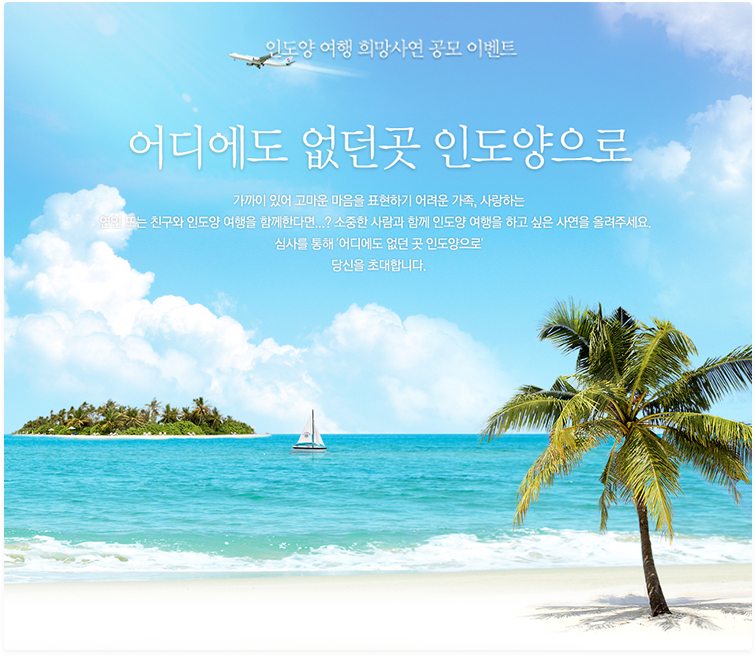 인도양 여행 희망사연 공모 이벤트
어디에도 없던곳 인도양으로
가까이 있어 고마운 마음을 표현하기 어려운 가족, 사랑하는
연인 또는 친구와 인도양 여행을 함께한다면...? 소중한 사람과 함께 인도양 여행을 하고 싶은 사연을 올려주세요.
심사를 통해 '어디에도 없던 곳 인도양으로'
당신을 초대합니다.